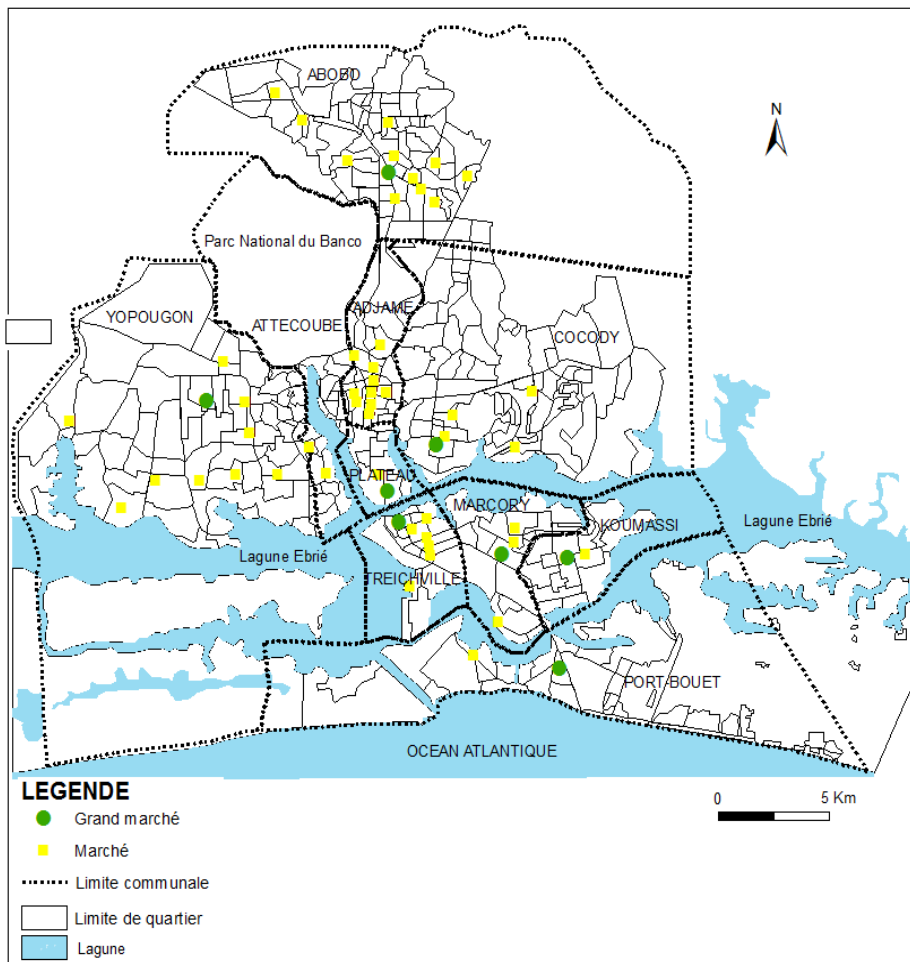 ABOBO
N
Parc National du Banco
YOPOUGON
ATTECOUBE
ADJAME
COCODY
PLATEAU
MARCORY
KOUMASSI
Lagune Ebrié
Lagune Ebrié
TREICHVILLE
PORT-BOUET
OCEAN ATLANTIQUE
LEGENDE
0 5 Km
Grand marché
Marché
Limite communale
Limite de quartier
Lagune